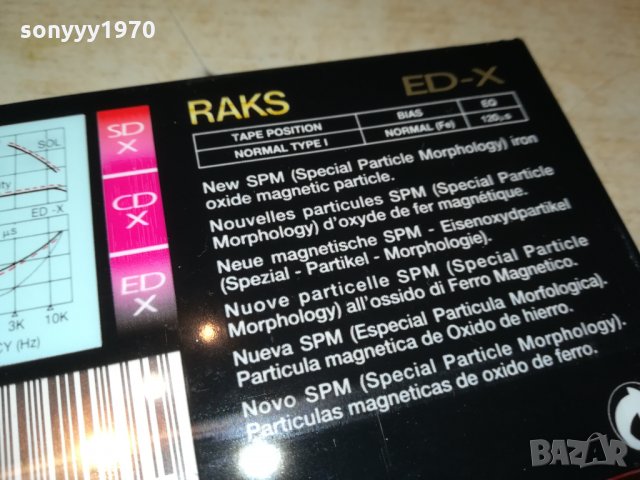 sonyyy1970
RAKS
ED-X
TAPE POSITION BIAS EQ
NORMAL TYPE I NORMAL (Fe) 120µs
New SPM (Special Particle Morphology) iron
oxide magnetic particle.
Nouvelles particules SPM (Special Particle
Morphology) d'oxyde de fer magnétique.
Neue magnetische SPM - Eisenoxydpartikel
(Spezial - Partikel - Morphologie).
Nuove particelle SPM (Special Particle
Morphology) all'ossido di Ferro Magnetico.
Nueva SPM (Especial Particula Morfologica).
Particula magnetica de Oxido de hierro.
Novo SPM (Special Particle Morphology).
Particulas magneticas de oxido de ferro.
SD
X
CD
X
ED
X
SOL
ED -X
µs
3K 10K
CY (Hz)
BAZAR